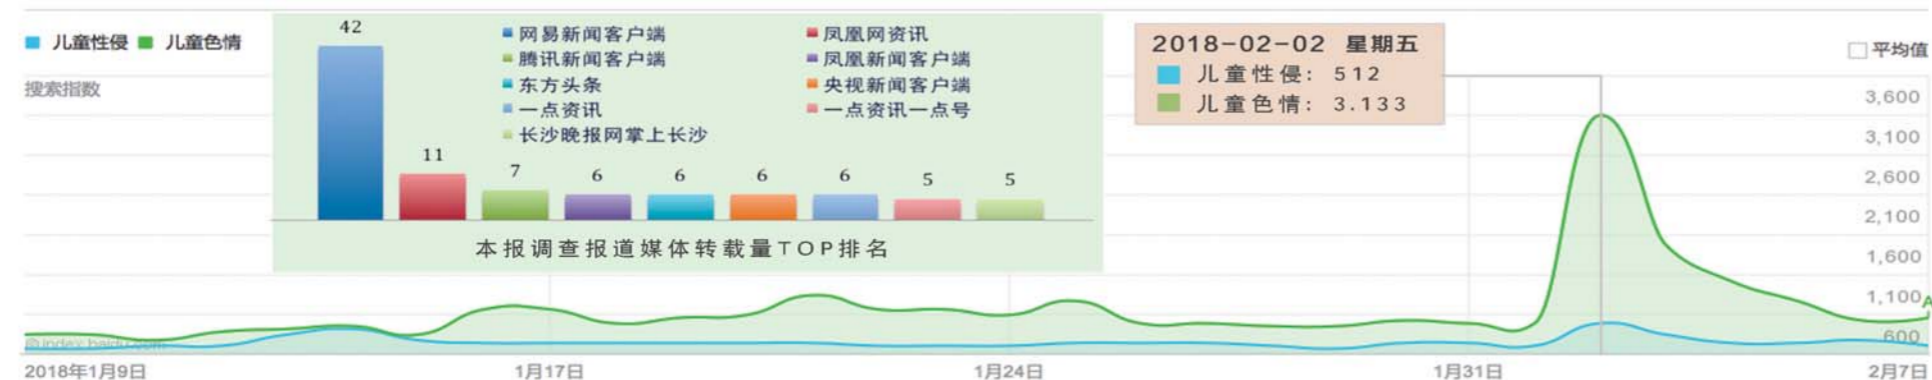 儿童性侵 儿童色情
搜索指数
42
11
7
6
6
6
6
5
5
网易新闻客户端
凤凰网资讯
腾讯新闻客户端
凤凰新闻客户端
东方头条
央视新闻客户端
一点资讯
一点资讯一点号
长沙晚报网掌上长沙
本报调查报道媒体转载量TOP排名
2018-02-02 星期五
儿童性侵: 512
儿童色情: 3.133
平均值
3,600
3,100
2,600
2,100
1,600
1,100
A
600
@index.baidu.com
2018年1月9日
1月17日
1月24日
1月31日
2月7日